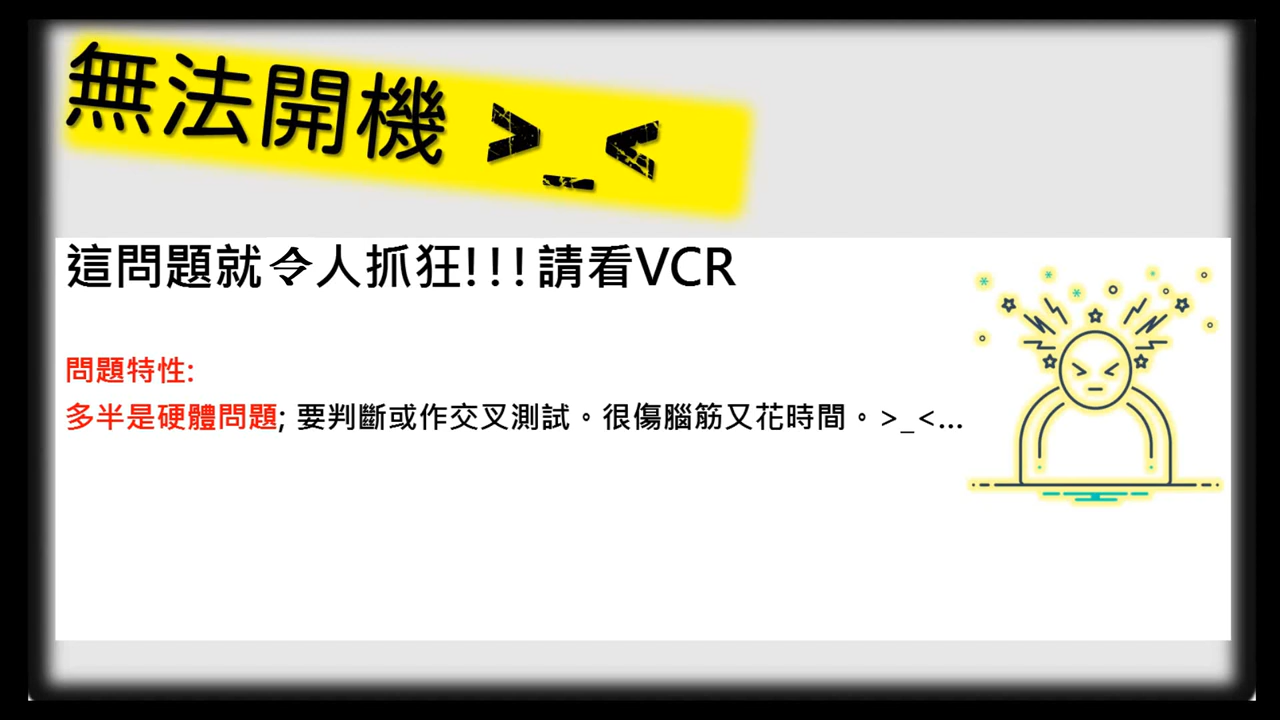 無法開機 >_<
這問題就令人抓狂!!!請看VCR
問題特性:
多半是硬體問題; 要判斷或作交叉測試。很傷腦筋又花時間。>_<...